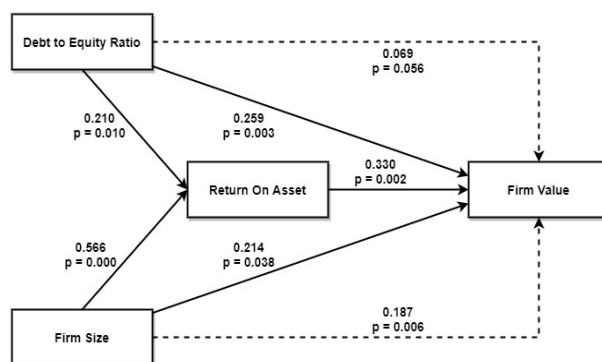 Debt to Equity Ratio
0.069
p = 0.056
0.210
p = 0.010
0.259
p = 0.003
Return On Asset
0.330
p = 0.002
Firm Value
0.566
p = 0.000
0.214
p = 0.038
Firm Size
0.187
p = 0.006